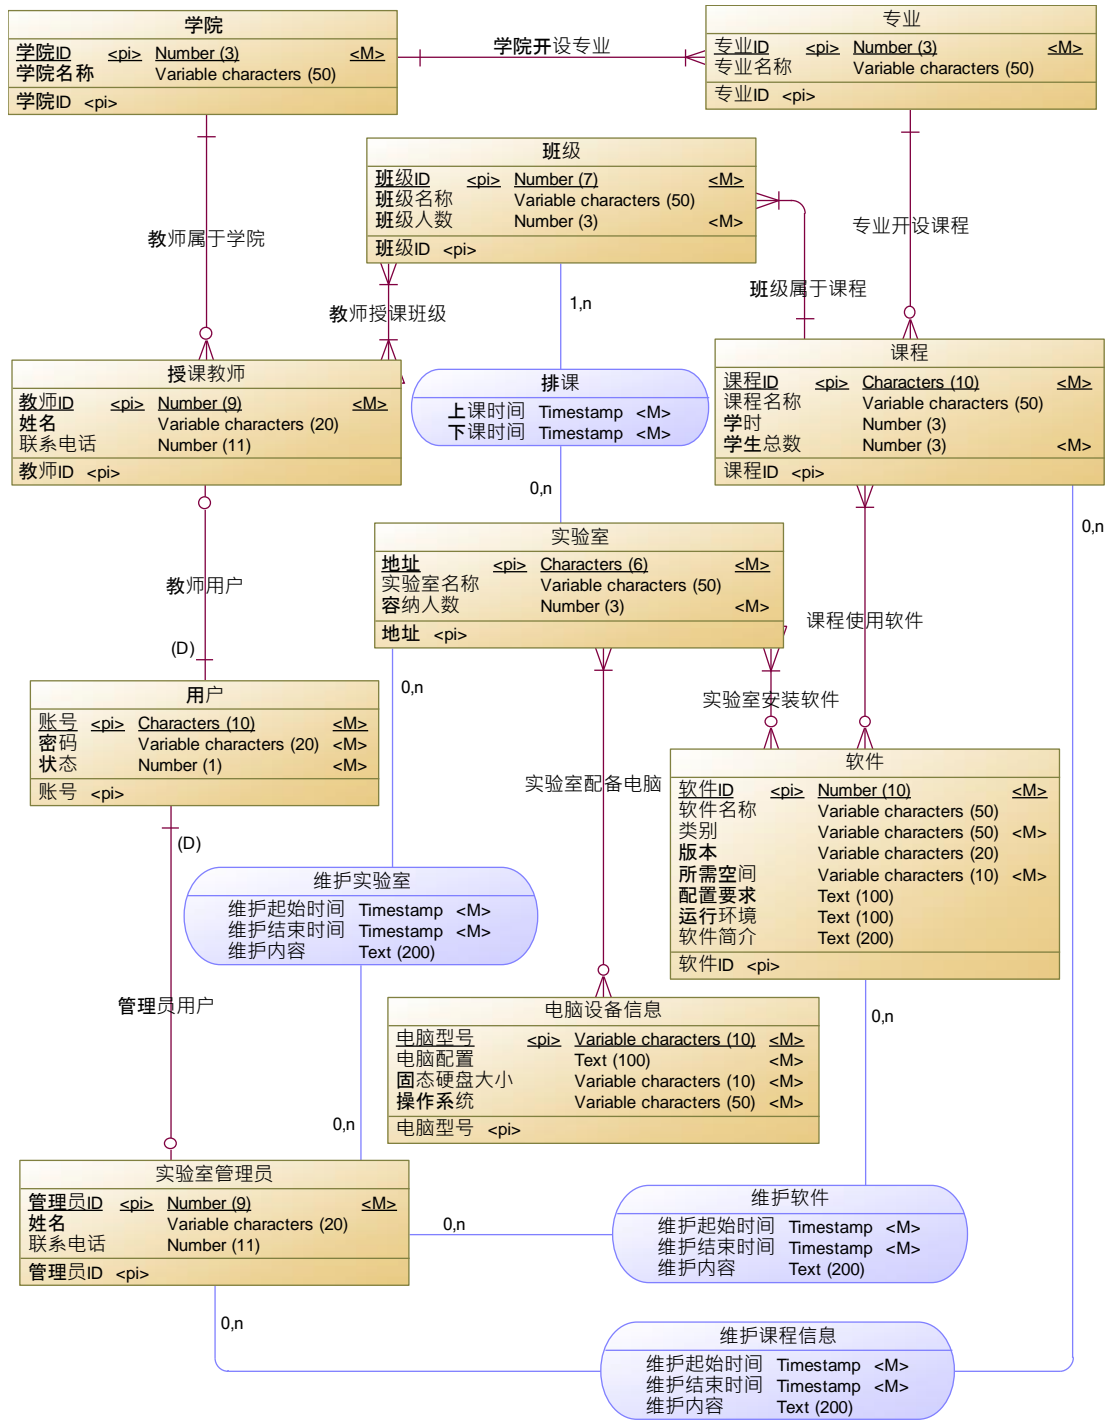 学院
学院ID <pi> Number (3) <M>
学院名称 Variable characters (50)
学院ID <pi>
学院开设专业
专业
专业ID <pi> Number (3) <M>
专业名称 Variable characters (50)
专业ID <pi>
班级
班级ID <pi> Number (7) <M>
班级名称 Variable characters (50)
班级人数 Number (3) <M>
班级ID <pi>
教师属于学院
专业开设课程
班级属于课程
教师授课班级
1,n
授课教师
教师ID <pi> Number (9) <M>
姓名 Variable characters (20)
联系电话 Number (11)
教师ID <pi>
排课
上课时间 Timestamp <M>
下课时间 Timestamp <M>
课程
课程ID <pi> Characters (10) <M>
课程名称 Variable characters (50)
学时 Number (3)
学生总数 Number (3) <M>
课程ID <pi>
0,n
0,n
实验室
地址 <pi> Characters (6) <M>
实验室名称 Variable characters (50)
容纳人数 Number (3) <M>
地址 <pi>
教师用户
(D)
课程使用软件
0,n
实验室安装软件
用户
账号 <pi> Characters (10) <M>
密码 Variable characters (20) <M>
状态 Number (1) <M>
账号 <pi>
(D)
实验室配备电脑
软件
软件ID <pi> Number (10) <M>
软件名称 Variable characters (50)
类别 Variable characters (50) <M>
版本 Variable characters (20)
所需空间 Variable characters (10) <M>
配置要求 Text (100)
运行环境 Text (100)
软件简介 Text (200)
软件ID <pi>
维护实验室
维护起始时间 Timestamp <M>
维护结束时间 Timestamp <M>
维护内容 Text (200)
管理员用户
电脑设备信息
电脑型号 <pi> Variable characters (10) <M>
电脑配置 Text (100) <M>
固态硬盘大小 Variable characters (10) <M>
操作系统 Variable characters (50) <M>
电脑型号 <pi>
0,n
0,n
实验室管理员
管理员ID <pi> Number (9) <M>
姓名 Variable characters (20)
联系电话 Number (11)
管理员ID <pi>
0,n
维护软件
维护起始时间 Timestamp <M>
维护结束时间 Timestamp <M>
维护内容 Text (200)
0,n
维护课程信息
维护起始时间 Timestamp <M>
维护结束时间 Timestamp <M>
维护内容 Text (200)